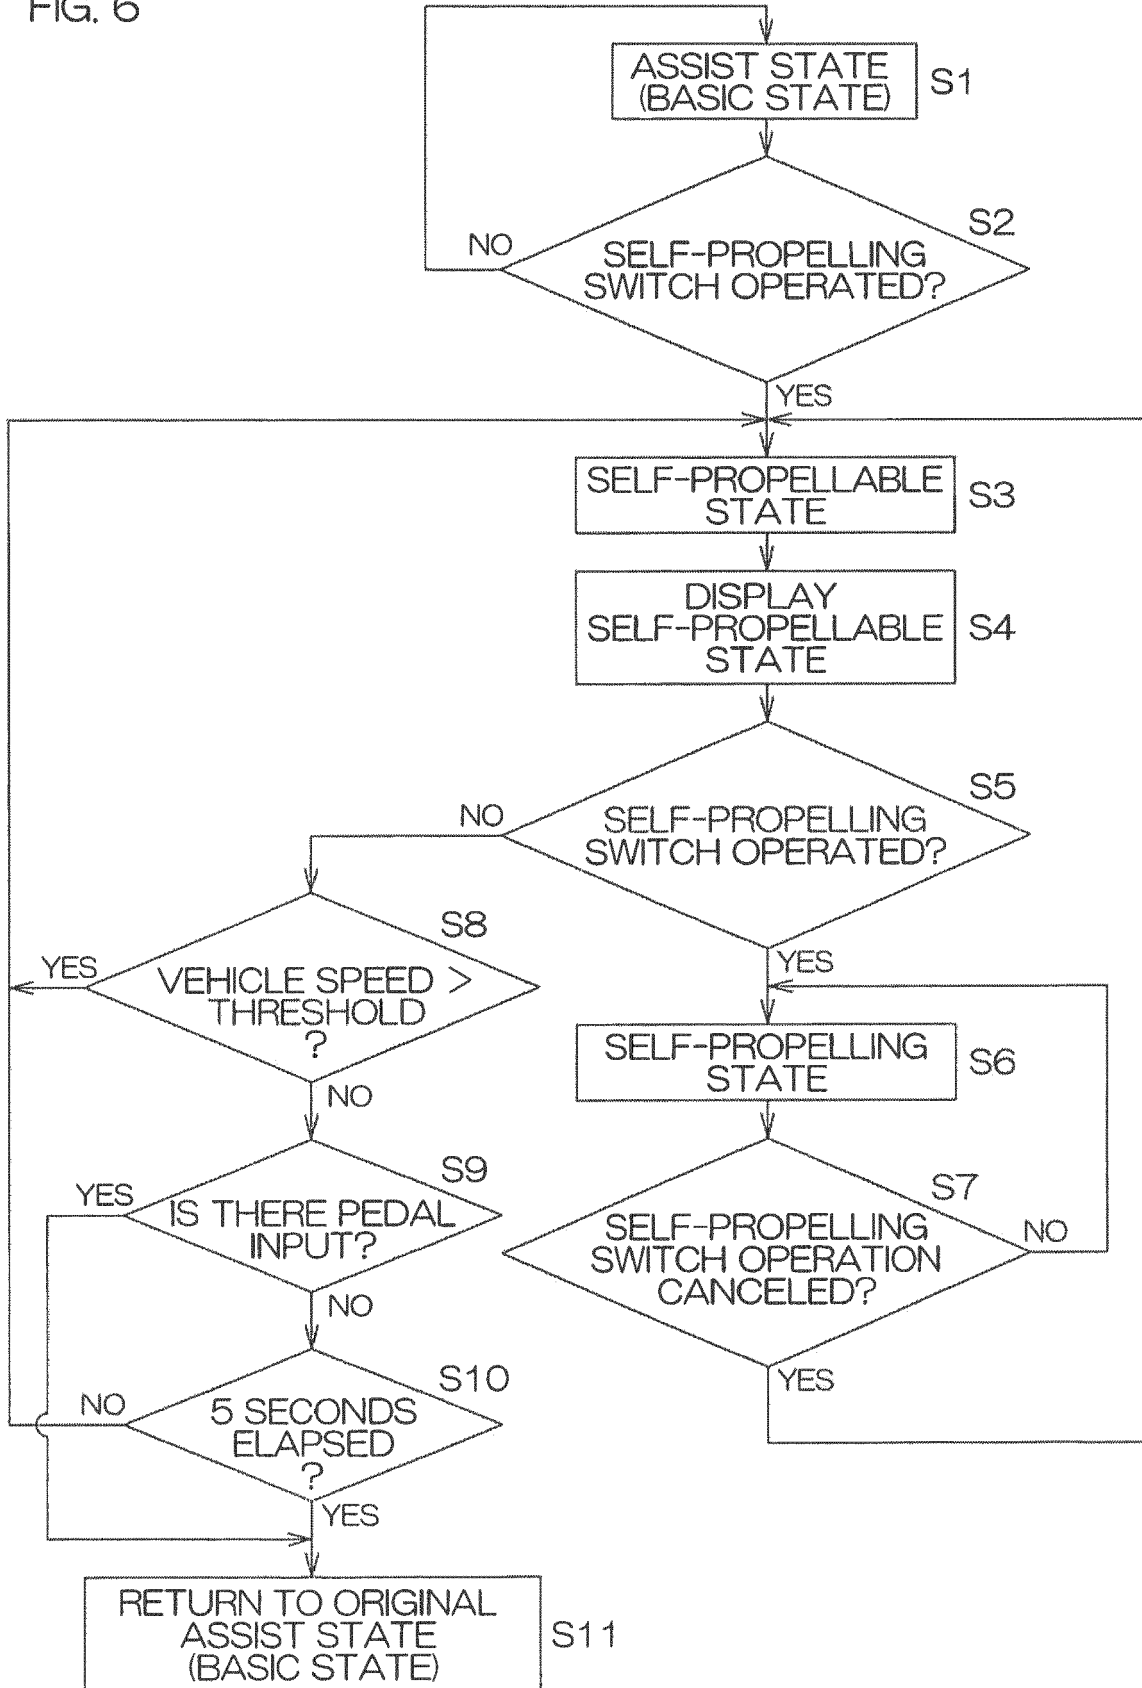 FIG. 6
ASSIST STATE
(BASIC STATE)
S1
S2
NO
SELF-PROPELLING
SWITCH OPERATED?
YES
SELF-PROPELLABLE
STATE
S3
DISPLAY
SELF-PROPELLABLE
STATE
S4
S5
NO
SELF-PROPELLING
SWITCH OPERATED?
YES
S8
YES
VEHICLE SPEED >
THRESHOLD
?
NO
SELF-PROPELLING
STATE
S6
S9
YES
IS THERE PEDAL
INPUT?
NO
S7
SELF-PROPELLING
SWITCH OPERATION
CANCELED?
NO
YES
S10
NO
5 SECONDS
ELAPSED
?
YES
RETURN TO ORIGINAL
ASSIST STATE
(BASIC STATE)
S11